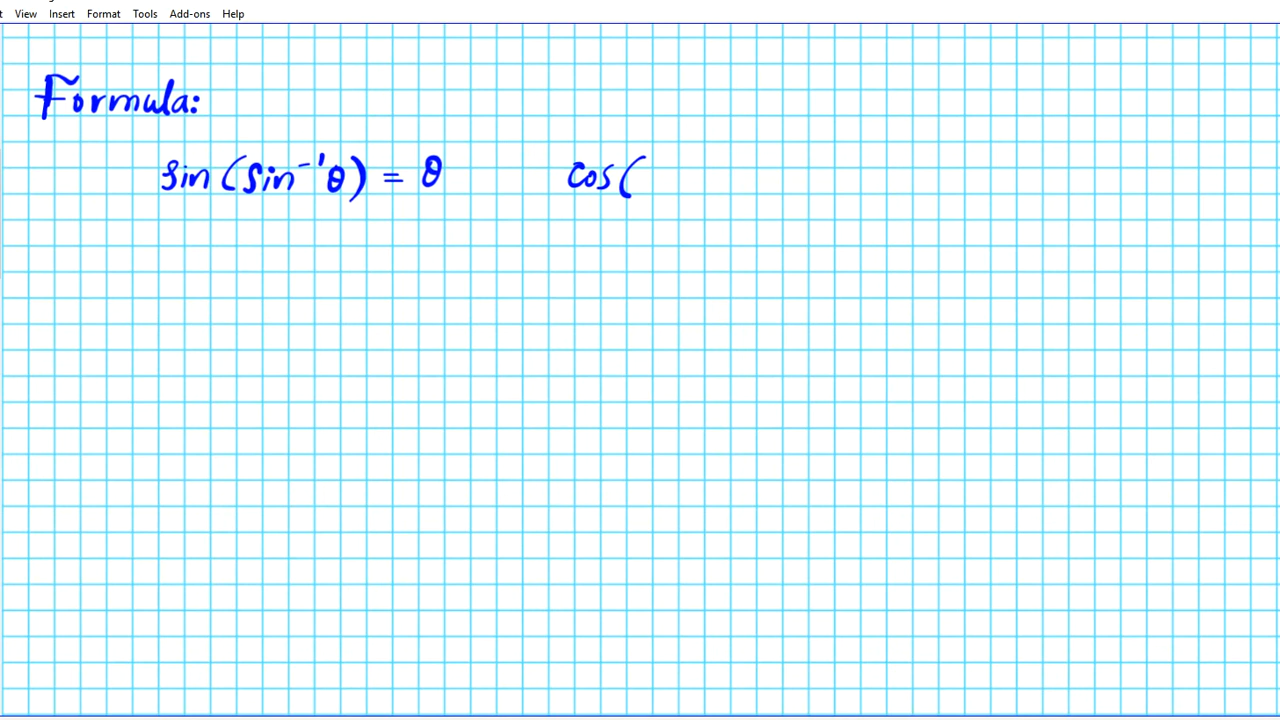 View Insert Format Tools Add-ons Help
Formula:
sin (sin⁻¹θ) = θ cos(